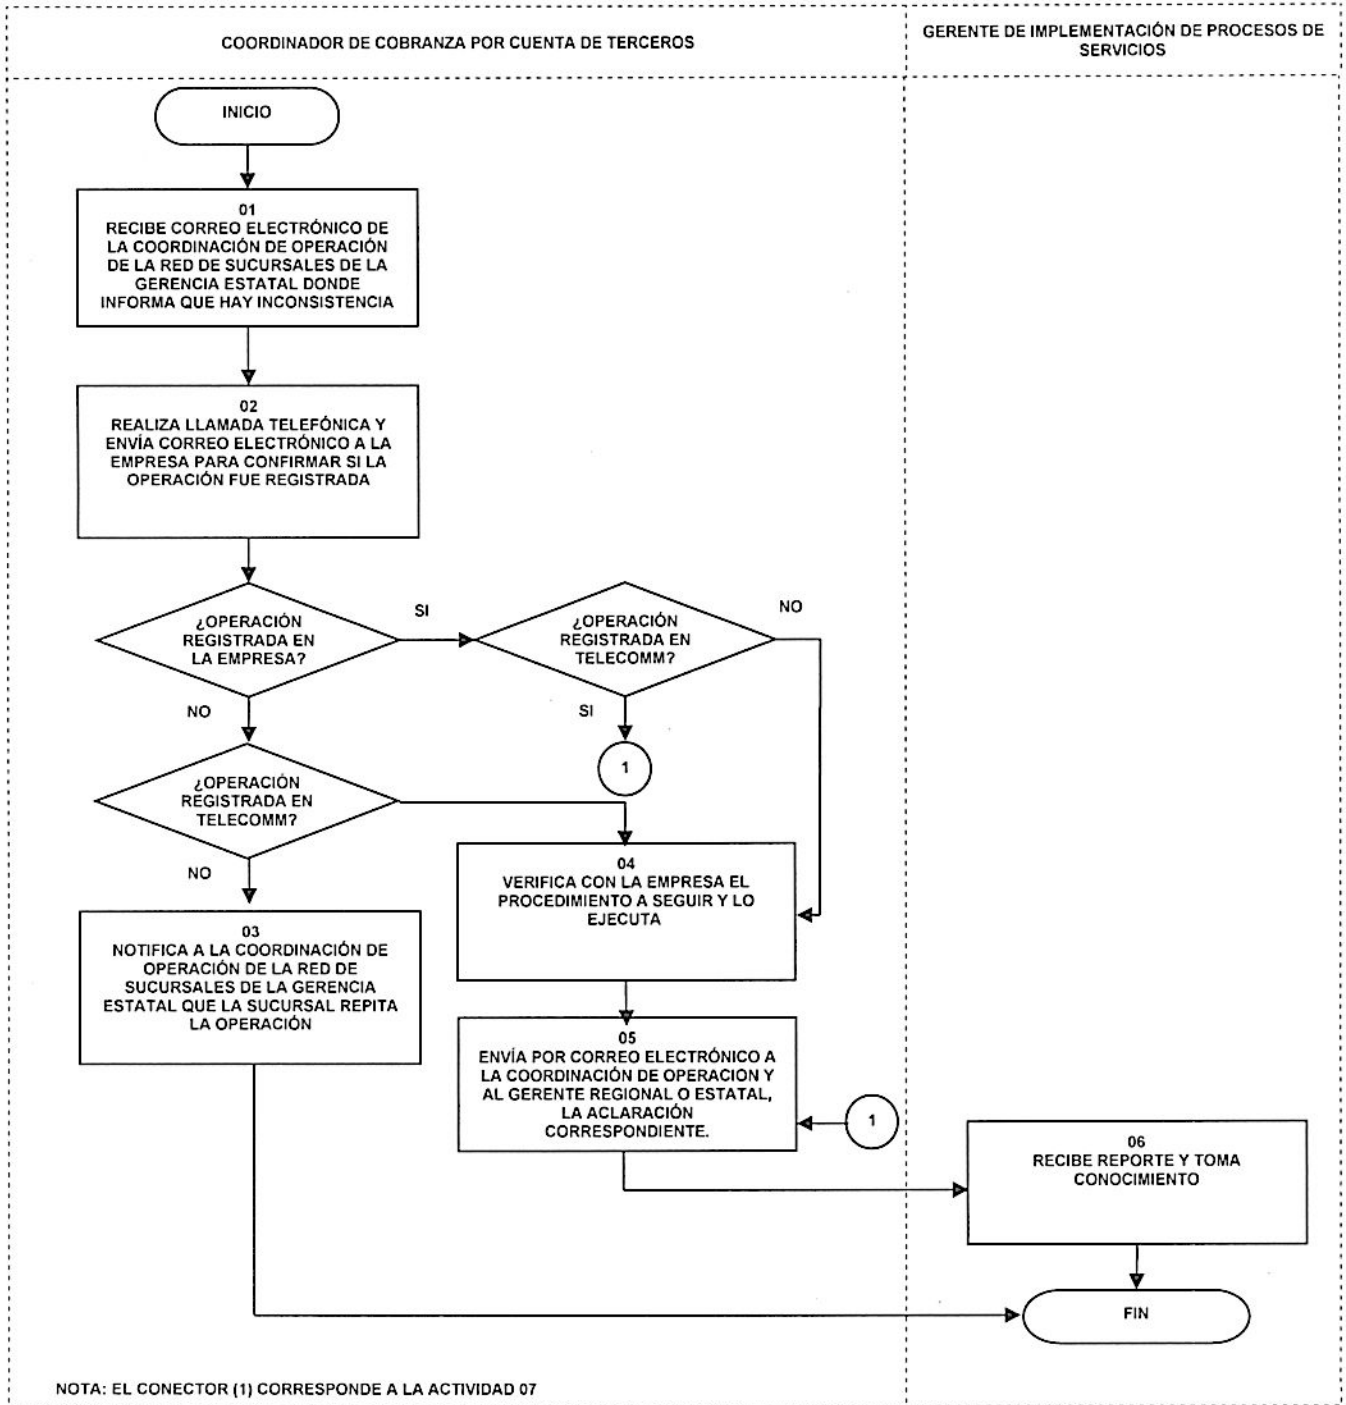 COORDINADOR DE COBRANZA POR CUENTA DE TERCEROS
GERENTE DE IMPLEMENTACIÓN DE PROCESOS DE
SERVICIOS
INICIO
01
RECIBE CORREO ELECTRÓNICO DE
LA COORDINACIÓN DE OPERACIÓN
DE LA RED DE SUCURSALES DE LA
GERENCIA ESTATAL DONDE
INFORMA QUE HAY INCONSISTENCIA
02
REALIZA LLAMADA TELEFÓNICA Y
ENVÍA CORREO ELECTRÓNICO A LA
EMPRESA PARA CONFIRMAR SI LA
OPERACIÓN FUE REGISTRADA
¿OPERACIÓN
REGISTRADA EN
LA EMPRESA?
SI
¿OPERACIÓN
REGISTRADA EN
TELECOMM?
NO
NO
SI
1
¿OPERACIÓN
REGISTRADA EN
TELECOMM?
NO
04
VERIFICA CON LA EMPRESA EL
PROCEDIMIENTO A SEGUIR Y LO
EJECUTA
03
NOTIFICA A LA COORDINACIÓN DE
OPERACIÓN DE LA RED DE
SUCURSALES DE LA GERENCIA
ESTATAL QUE LA SUCURSAL REPITA
LA OPERACIÓN
05
ENVÍA POR CORREO ELECTRÓNICO A
LA COORDINACIÓN DE OPERACION Y
AL GERENTE REGIONAL O ESTATAL,
LA ACLARACIÓN
CORRESPONDIENTE.
1
06
RECIBE REPORTE Y TOMA
CONOCIMIENTO
FIN
NOTA: EL CONECTOR (1) CORRESPONDE A LA ACTIVIDAD 07